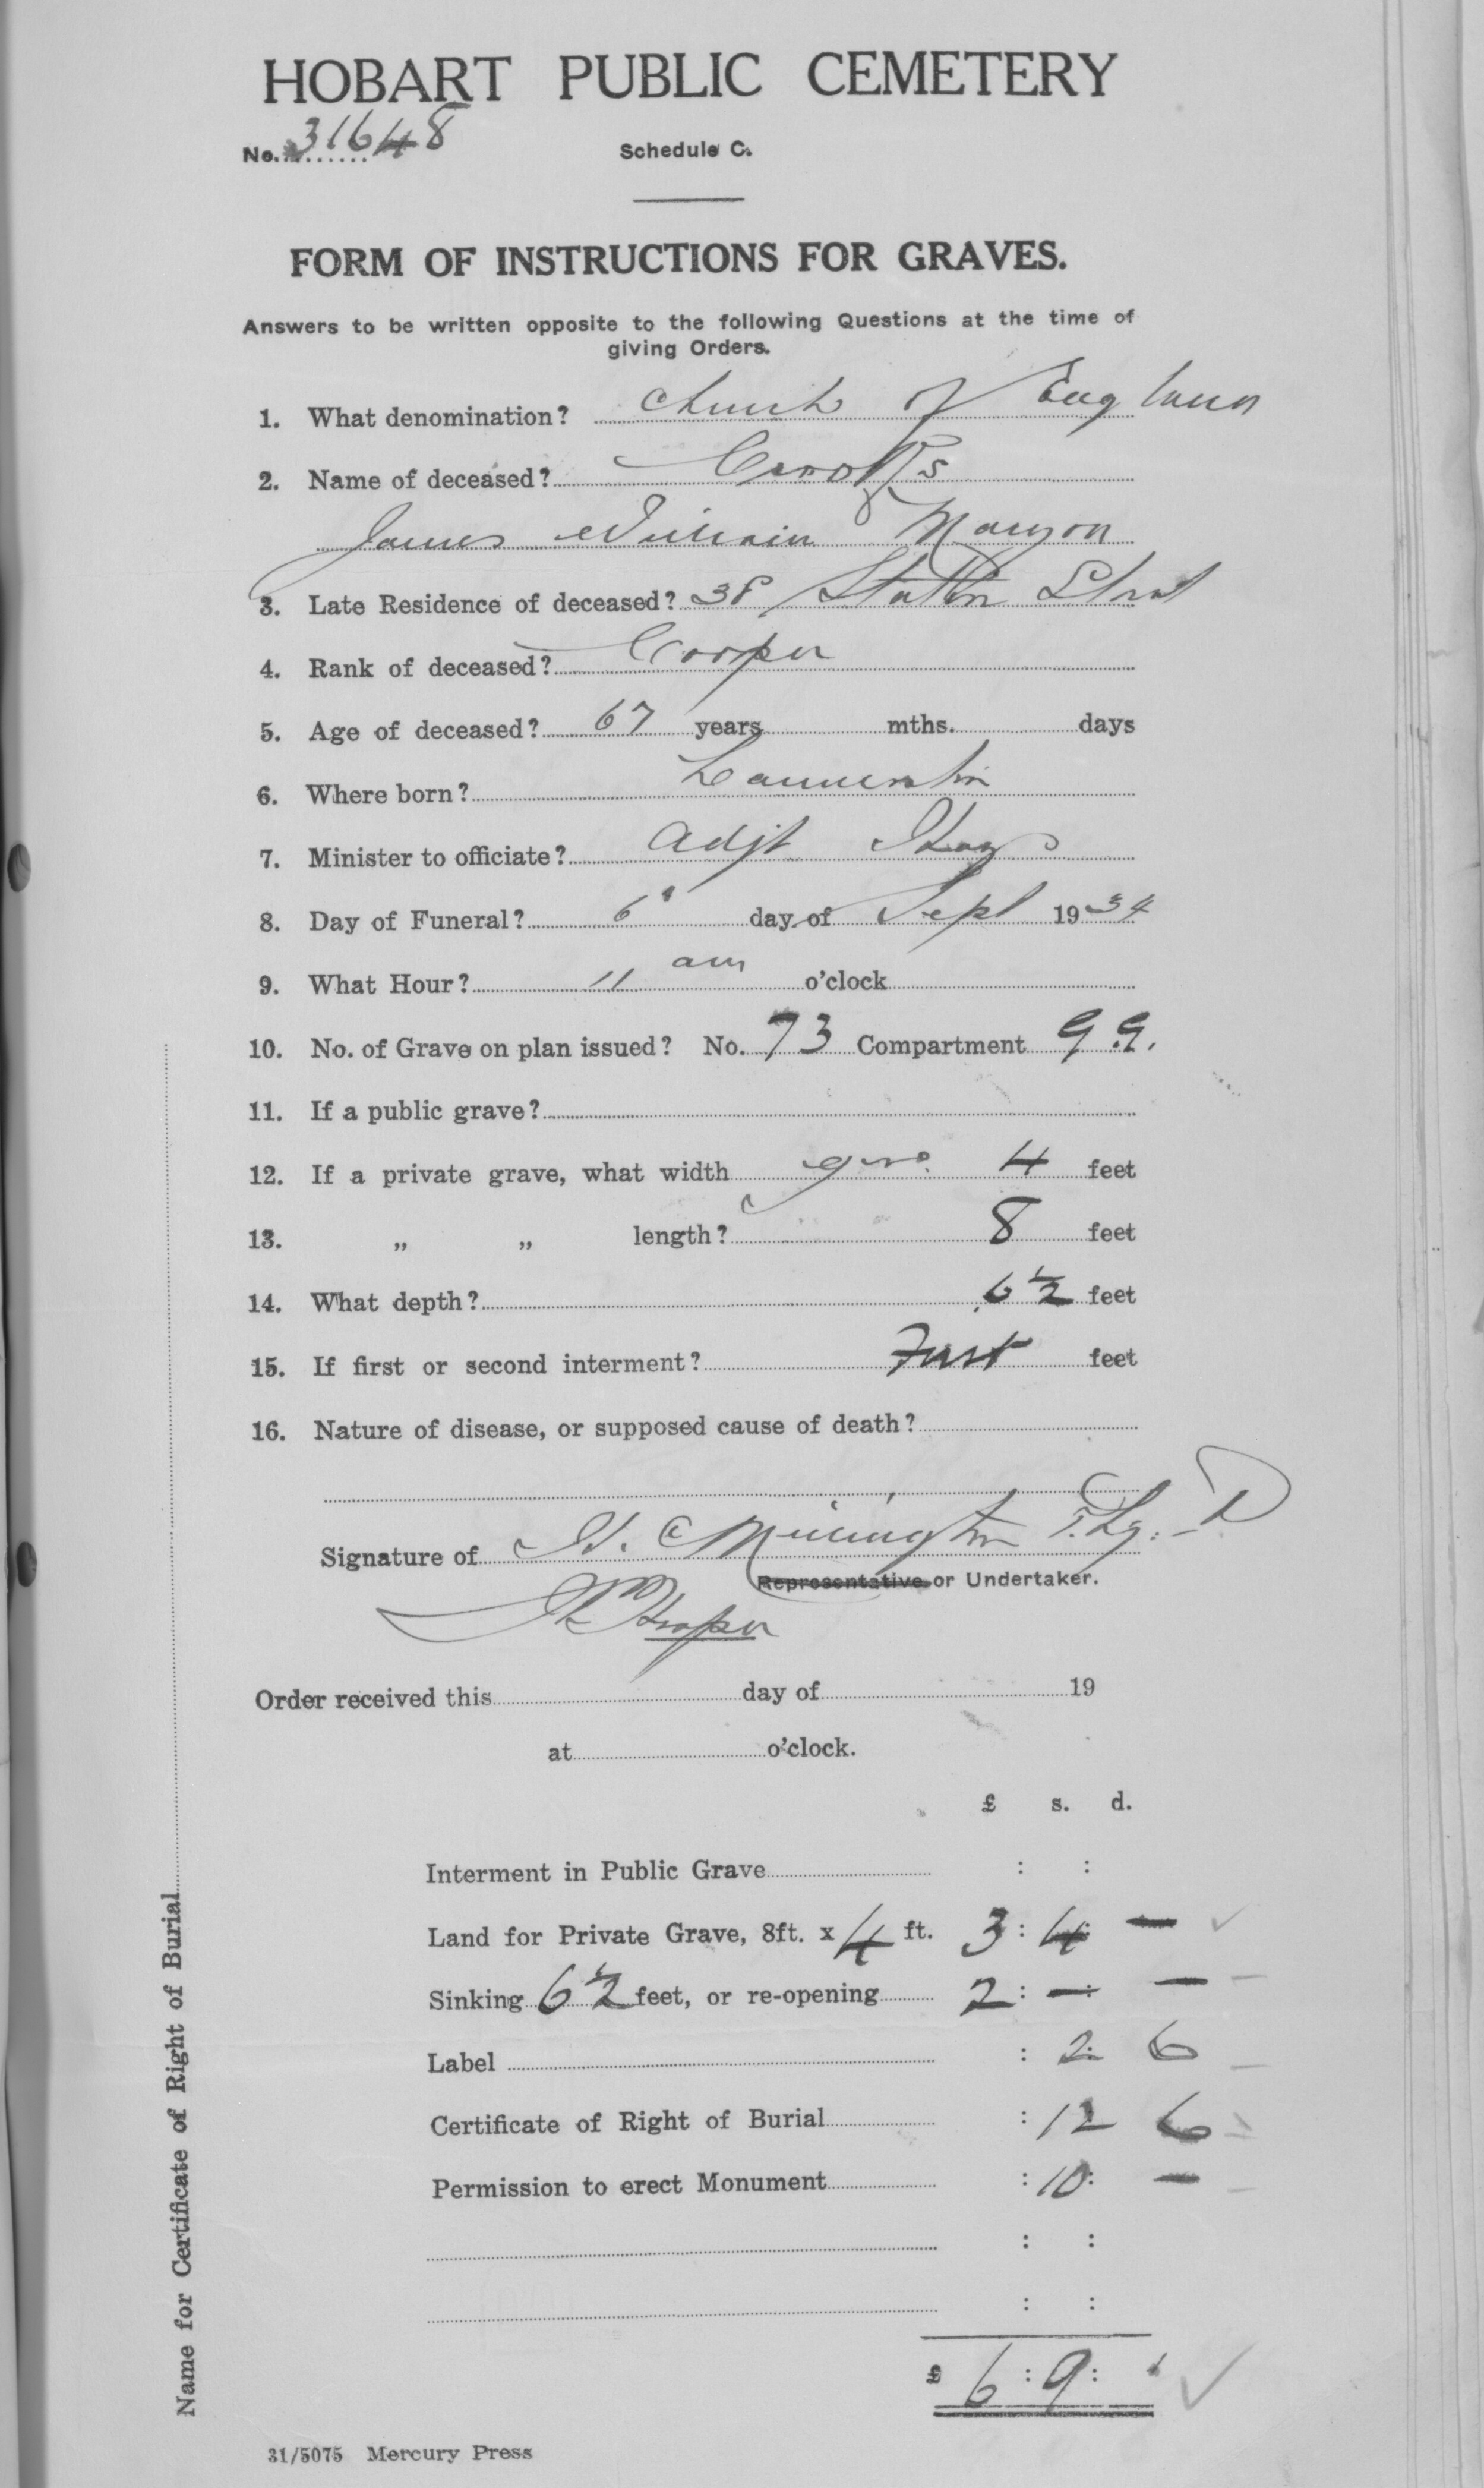 HOBART PUBLIC CEMETERY
No. 31648 Schedule C.
FORM OF INSTRUCTIONS FOR GRAVES.
Answers to be written opposite to the following Questions at the time of
giving Orders.
1. What denomination? Church of England
2. Name of deceased?
James William
3. Late Residence of deceased? 38 Street
4. Rank of deceased? Cooper
5. Age of deceased? 67 years mths. days
6. Where born? Launceston
7. Minister to officiate? Adjt
8. Day of Funeral? 6" day of Sept 1934
9. What Hour? 11 am o'clock
10. No. of Grave on plan issued? No. 73 Compartment
11. If a public grave?
12. If a private grave, what width 4 feet
13. „ „ length? 8 feet
14. What depth? 6½ feet
15. If first or second interment? First feet
16. Nature of disease, or supposed cause of death?
Signature of H. C Millington
Representative or Undertaker.
Order received this day of 19
at o'clock.
£ s. d.
Interment in Public Grave : :
Land for Private Grave, 8ft. x 4 ft. 3 : 4 : —
Sinking 6½ feet, or re-opening 2 : — : —
Label : 2 : 6
Certificate of Right of Burial : 12 6
Permission to erect Monument : 10 : —
: :
: :
£ 6 : 9 :
31/5075 Mercury Press
Name for Certificate of Right of Burial